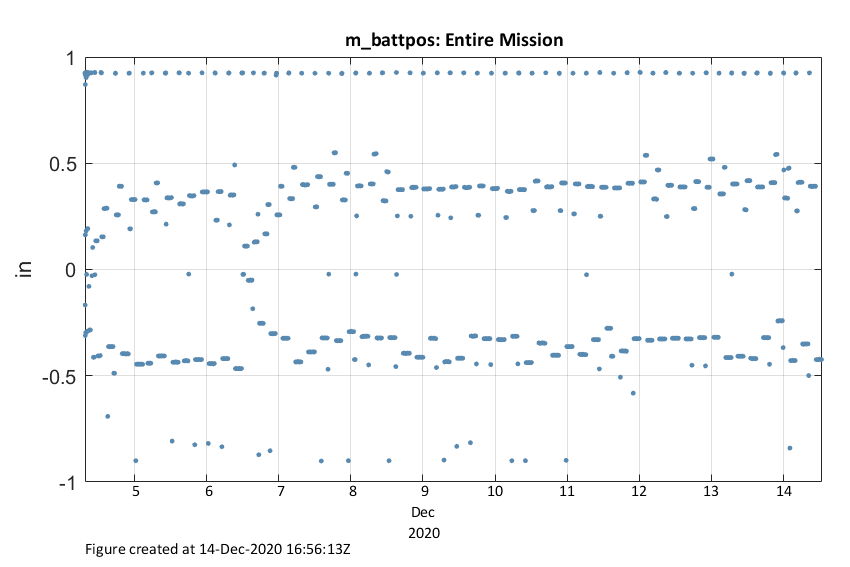 m_battpos: Entire Mission
1
0.5
0
-0.5
-1
in
5 6 7 8 9 10 11 12 13 14
Dec
2020
Figure created at 14-Dec-2020 16:56:13Z